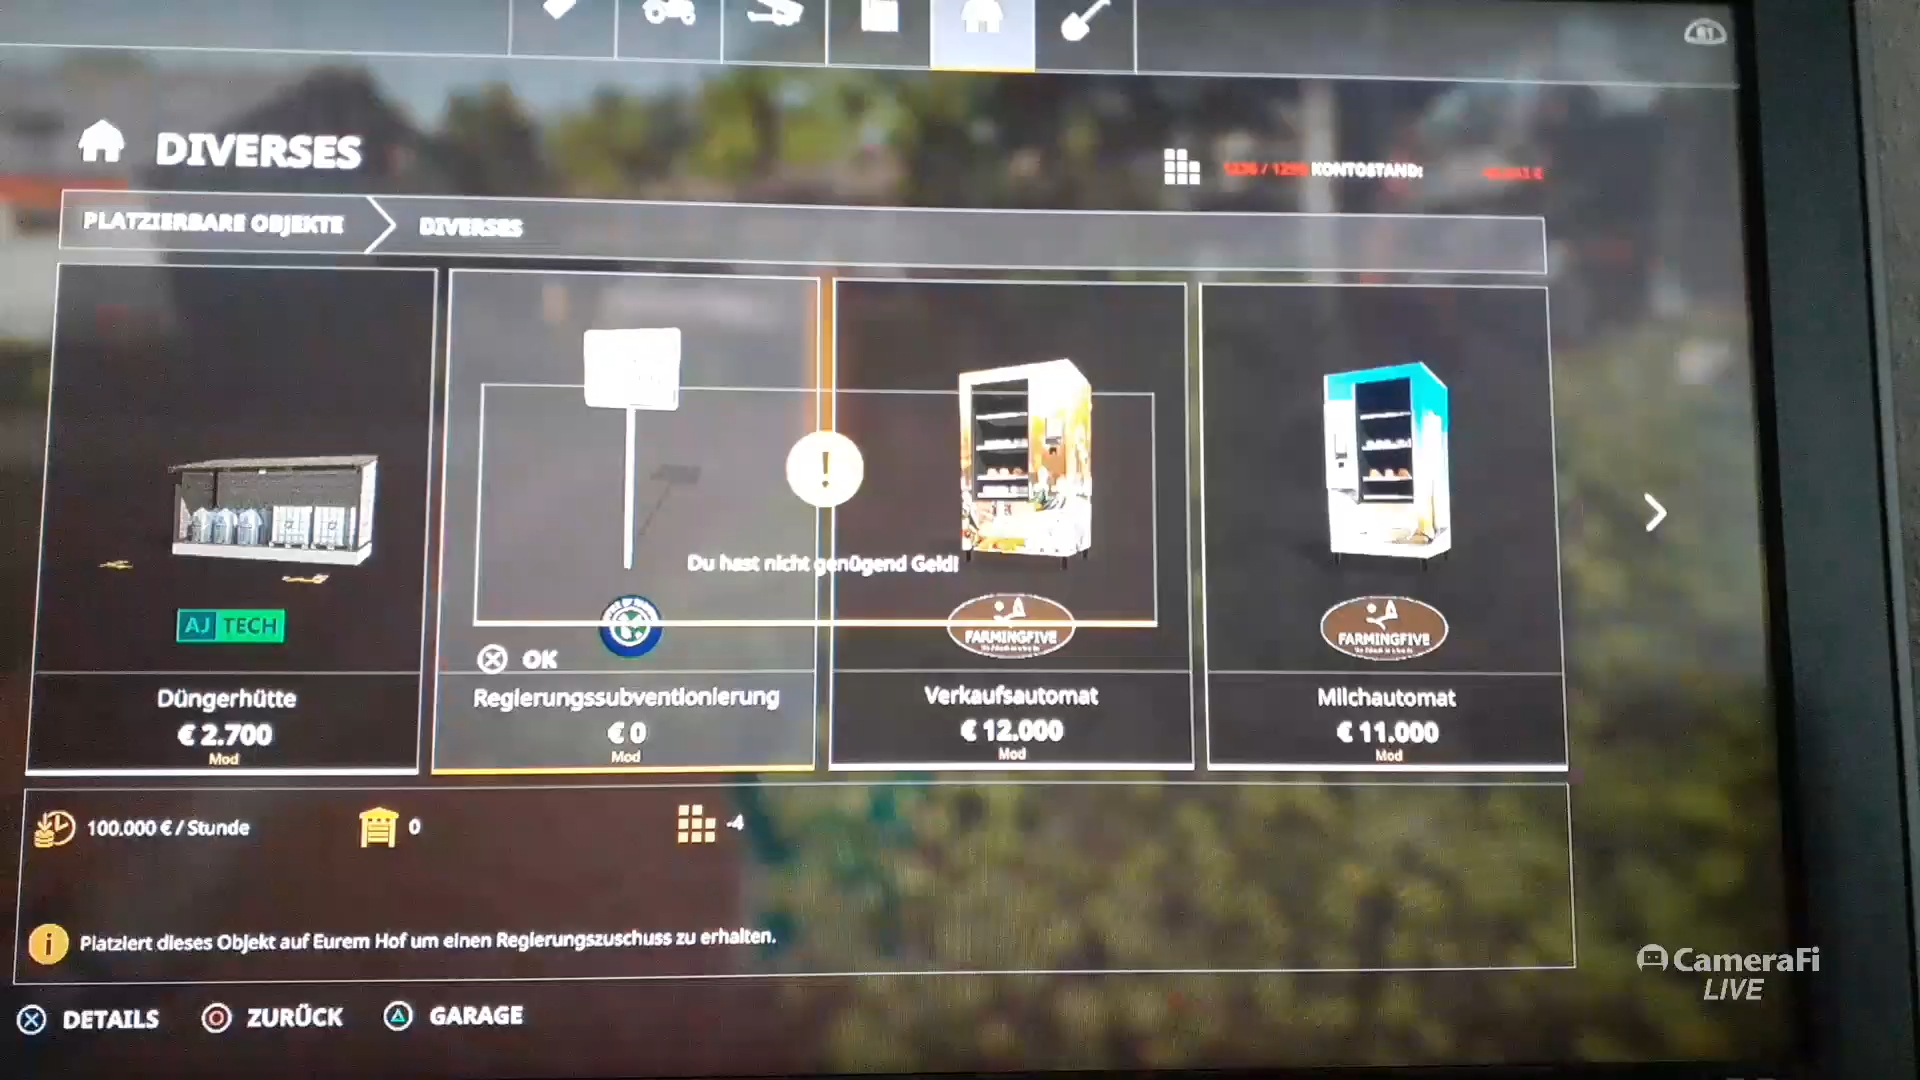 DIVERSES
KONTOSTAND:
PLATZIERBARE OBJEKTE
DIVERSES
Du hast nicht genügend Geld!
AJ TECH
FARMINGFIVE
FARMINGFIVE
OK
Düngerhütte
€ 2.700
Mod
Regierungssubventionierung
€ 0
Mod
Verkaufsautomat
€ 12.000
Mod
Milchautomat
€ 11.000
Mod
100.000 € / Stunde
0
-4
Platziert dieses Objekt auf Eurem Hof um einen Regierungszuschuss zu erhalten.
CameraFi
LIVE
DETAILS
ZURÜCK
GARAGE